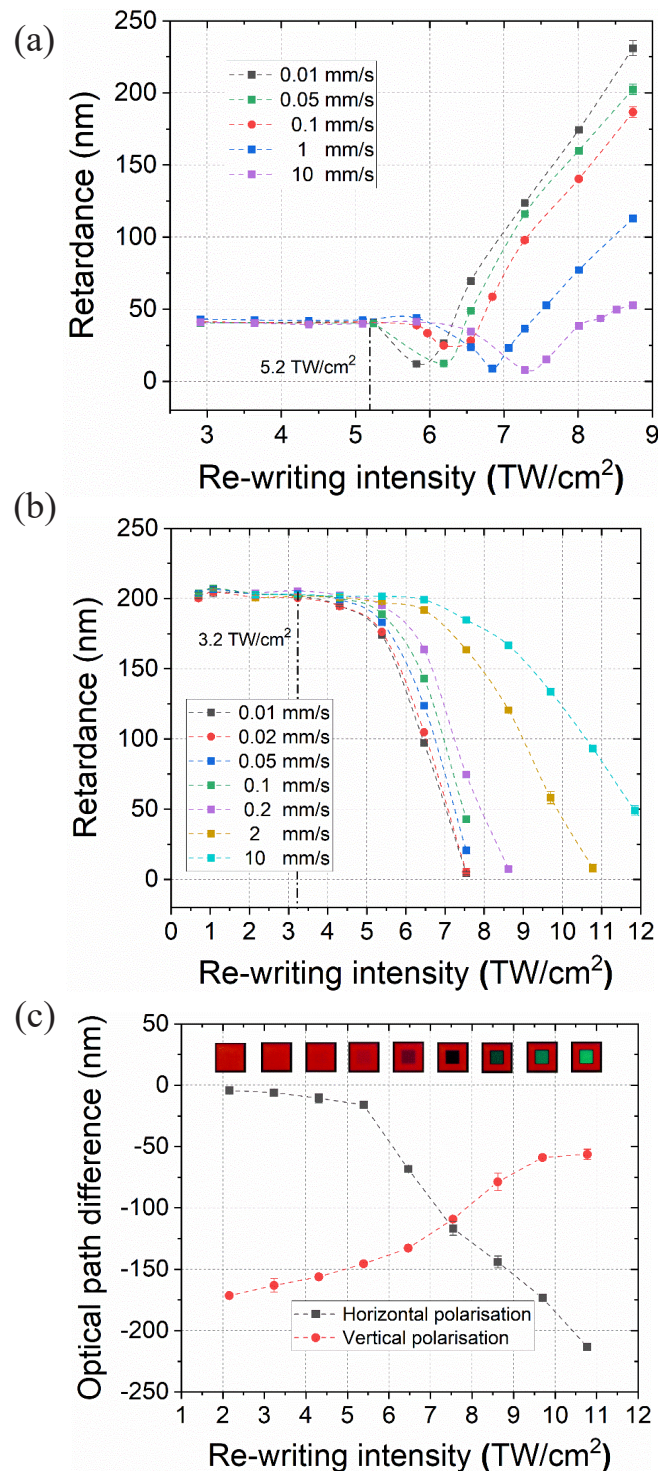 (a)
250
200
150
100
50
0
Retardance (nm)
0.01 mm/s
0.05 mm/s
0.1 mm/s
1 mm/s
10 mm/s
5.2 TW/cm²
3 4 5 6 7 8 9
Re-writing intensity (TW/cm²)
(b)
250
200
150
100
50
0
Retardance (nm)
3.2 TW/cm²
0.01 mm/s
0.02 mm/s
0.05 mm/s
0.1 mm/s
0.2 mm/s
2 mm/s
10 mm/s
0 1 2 3 4 5 6 7 8 9 10 11 12
Re-writing intensity (TW/cm²)
(c)
50
0
-50
-100
-150
-200
-250
Optical path difference (nm)
Horizontal polarisation
Vertical polarisation
1 2 3 4 5 6 7 8 9 10 11 12
Re-writing intensity (TW/cm²)